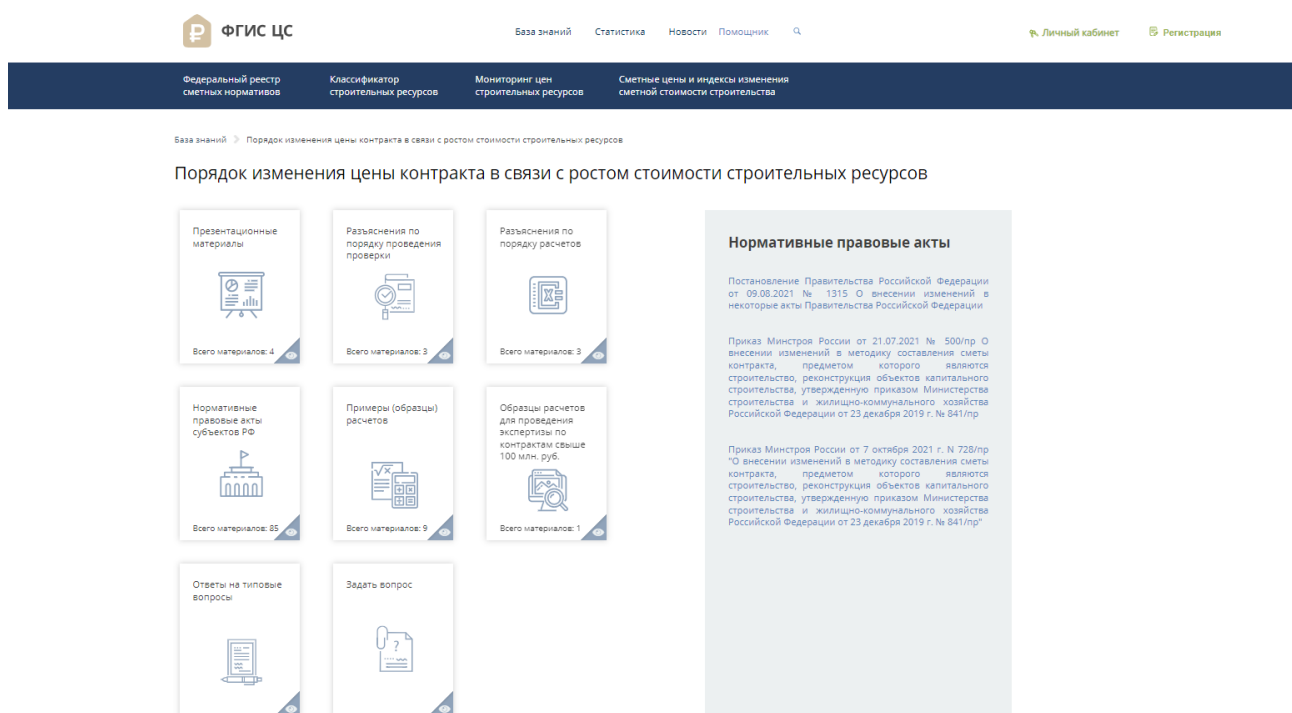 ФГИС ЦС
База знаний Статистика Новости Помощник
Личный кабинет Регистрация
Федеральный реестр
сметных нормативов
Классификатор
строительных ресурсов
Мониторинг цен
строительных ресурсов
Сметные цены и индексы изменения
сметной стоимости строительства
База знаний > Порядок изменения цены контракта в связи с ростом стоимости строительных ресурсов
Порядок изменения цены контракта в связи с ростом стоимости строительных ресурсов
Презентационные
материалы
Всего материалов: 4
Разъяснения по
порядку проведения
проверки
Всего материалов: 3
Разъяснения по
порядку расчетов
Всего материалов: 3
Нормативные
правовые акты
субъектов РФ
Всего материалов: 85
Примеры (образцы)
расчетов
Всего материалов: 9
Образцы расчетов
для проведения
экспертизы по
контрактам свыше
100 млн. руб.
Всего материалов: 1
Ответы на типовые
вопросы
Задать вопрос
Нормативные правовые акты
Постановление Правительства Российской Федерации
от 09.08.2021 № 1315 О внесении изменений в
некоторые акты Правительства Российской Федерации
Приказ Минстроя России от 21.07.2021 № 500/пр О
внесении изменений в методику составления сметы
контракта, предметом которого являются
строительство, реконструкция объектов капитального
строительства, утвержденную приказом Министерства
строительства и жилищно-коммунального хозяйства
Российской Федерации от 23 декабря 2019 г. № 841/пр
Приказ Минстроя России от 7 октября 2021 г. N 728/пр
"О внесении изменений в методику составления сметы
контракта, предметом которого являются
строительство, реконструкция объектов капитального
строительства, утвержденную приказом Министерства
строительства и жилищно-коммунального хозяйства
Российской Федерации от 23 декабря 2019 г. № 841/пр"